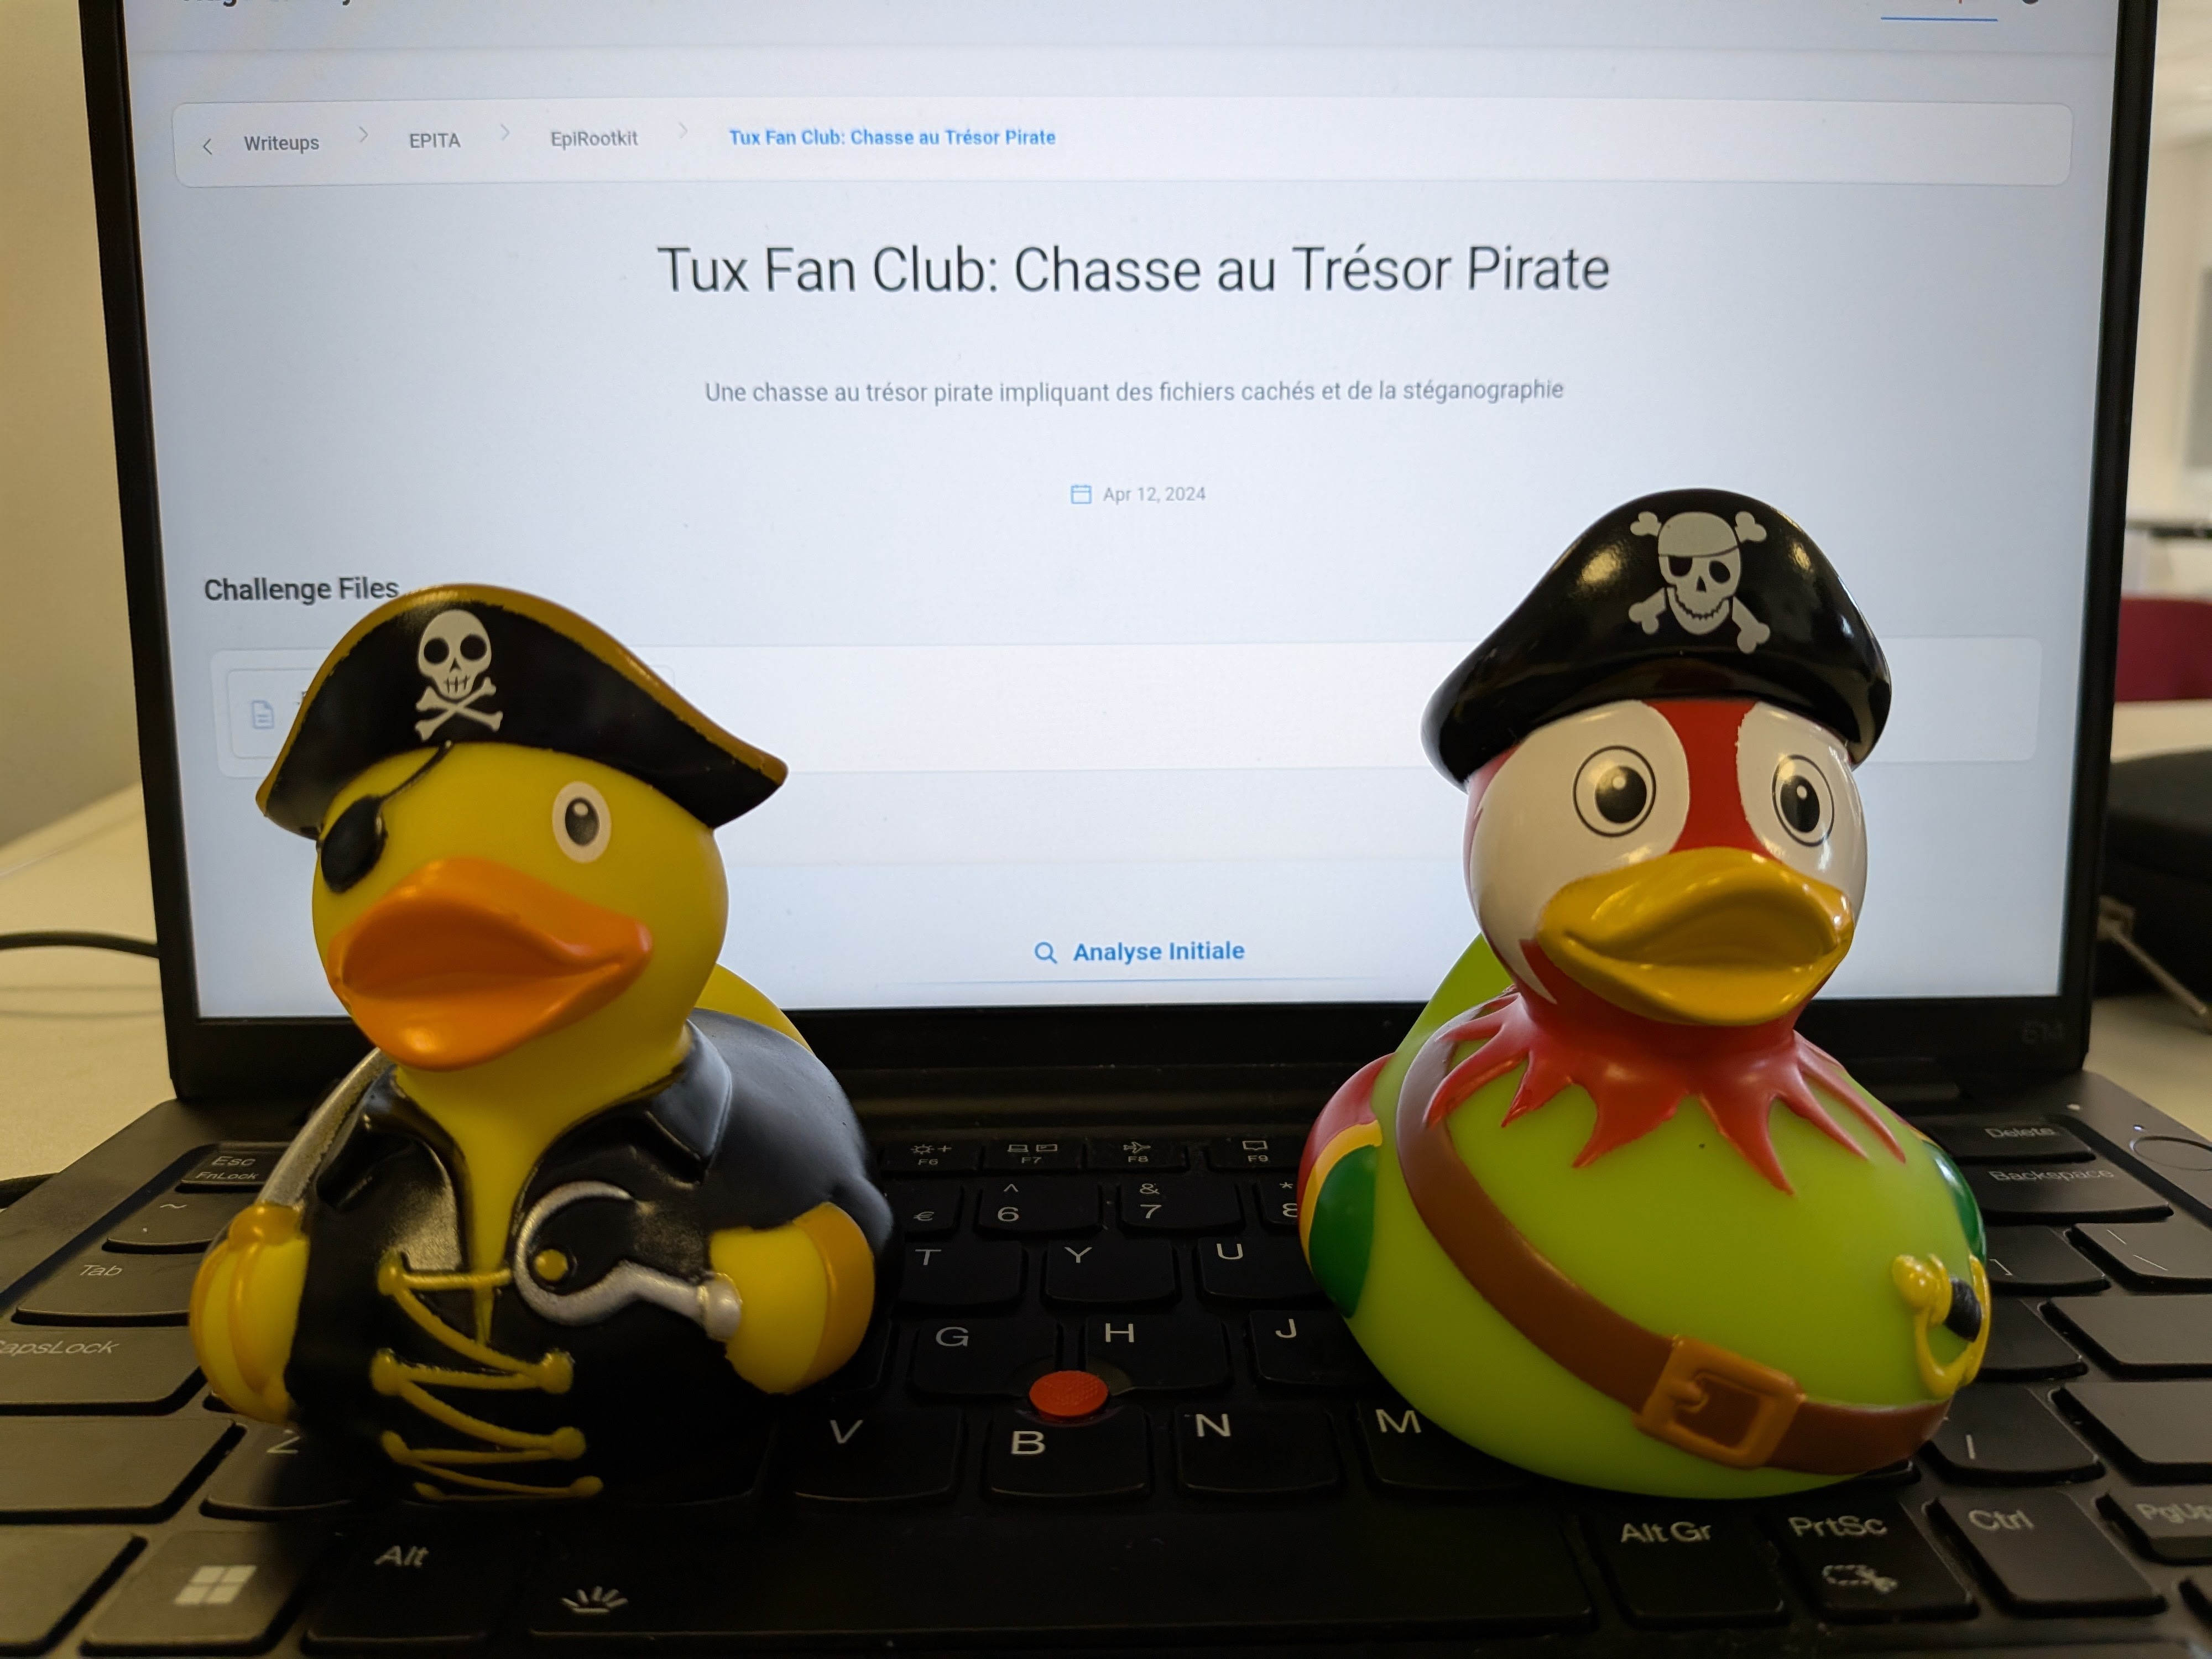 Writeups > EPITA > EpiRootkit > Tux Fan Club: Chasse au Trésor Pirate
Tux Fan Club: Chasse au Trésor Pirate
Une chasse au trésor pirate impliquant des fichiers cachés et de la stéganographie
Apr 12, 2024
Challenge Files
Analyse Initiale
Esc
FnLock
F6
F7
F8
F9
Delete
~
€
^
6
&
7
*
8
Backspace
Tab
T
Y
U
]
\
CapsLock
G
H
J
Z
V
B
N
M
Alt
Alt Gr
PrtSc
Ctrl
PgUp